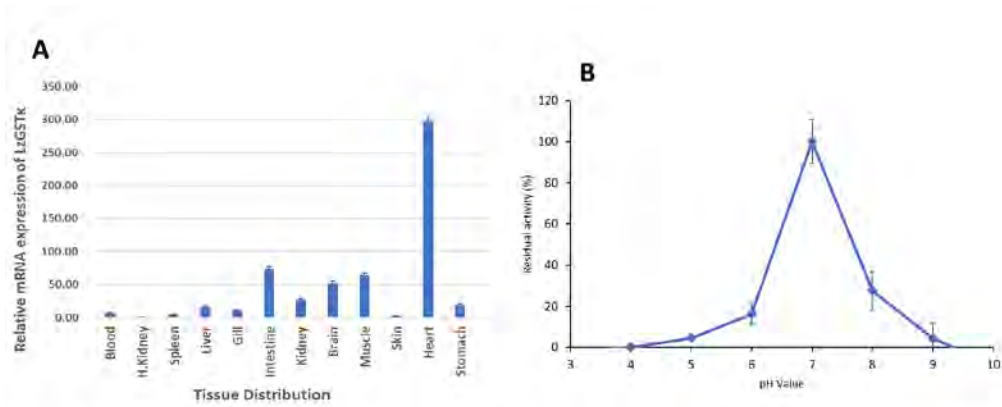 A
Relative mRNA expression of LzGSTκ
350.00
300.00
250.00
200.00
150.00
100.00
50.00
0.00
Blood
H.Kidney
Spleen
Liver
Gill
Intestine
Kidney
Brain
Muscle
Skin
Heart
Stomach
Tissue Distribution
B
Residual activity (%)
120
100
80
60
40
20
0
3
4
5
6
7
8
9
10
pH Value